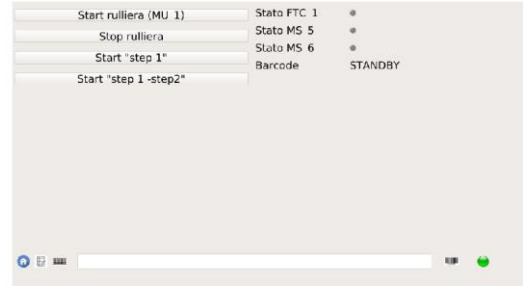 Start rulliera (MU 1)
Stop rulliera
Start "step 1"
Start "step 1 -step2"
Stato FTC 1
Stato MS 5
Stato MS 6
Barcode STANDBY